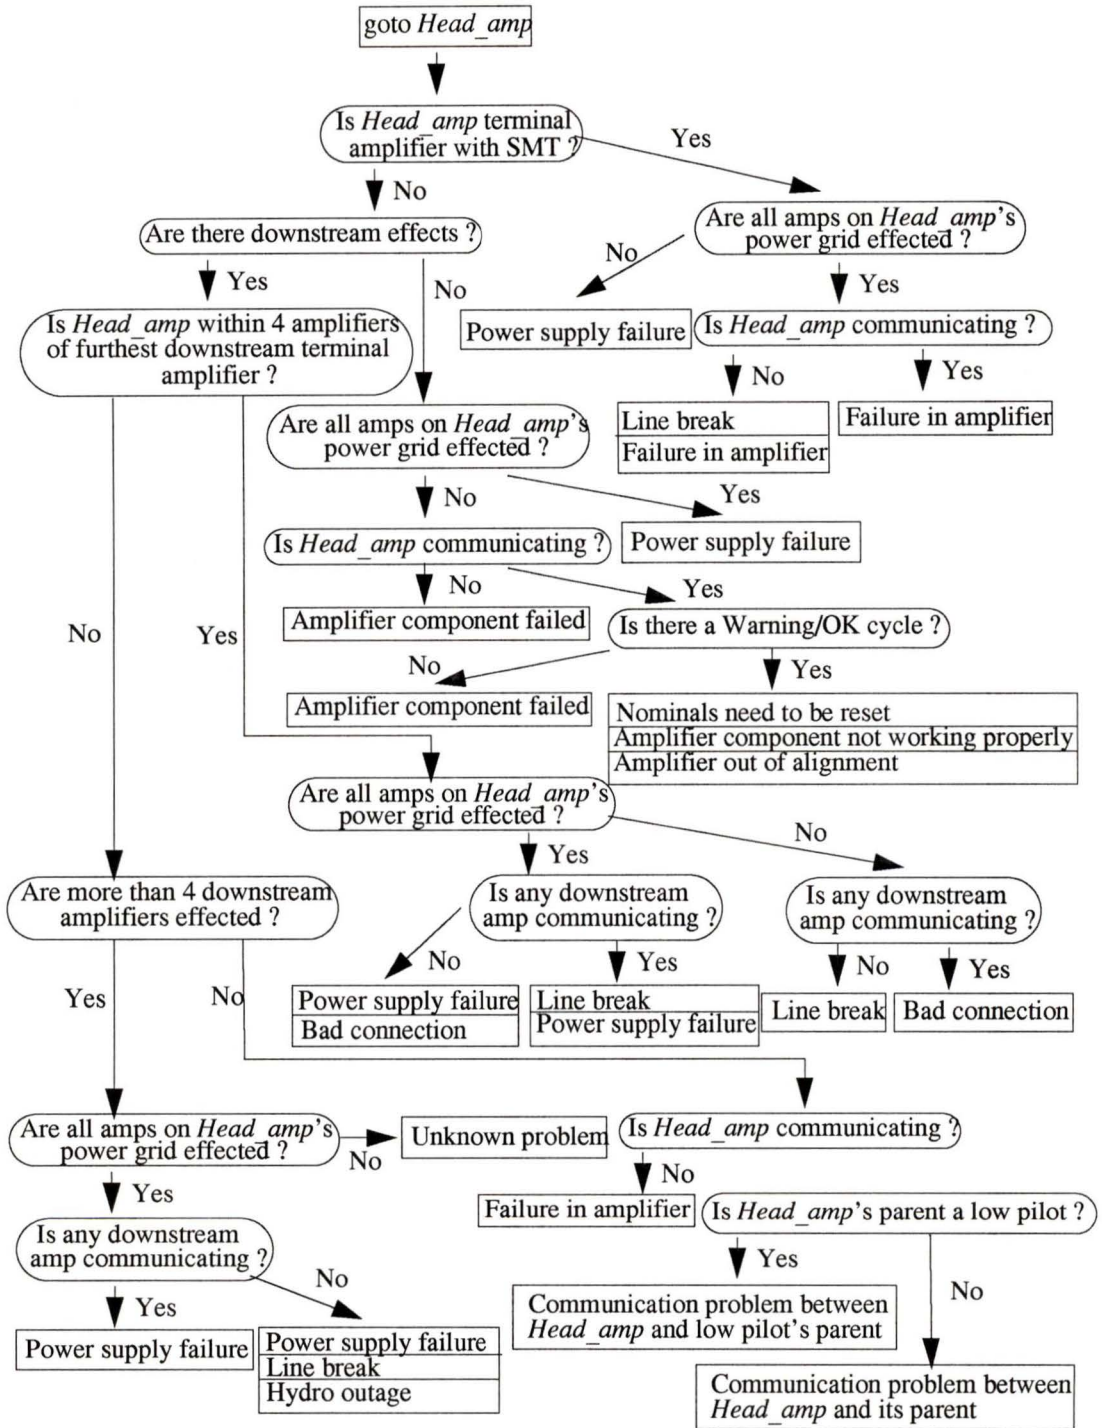 goto Head_amp
Is Head_amp terminal
amplifier with SMT ?
Yes
No
Are there downstream effects ?
Are all amps on Head_amp's
power grid effected ?
No
Yes
No
Yes
Is Head_amp within 4 amplifiers
of furthest downstream terminal
amplifier ?
Power supply failure
Is Head_amp communicating ?
No
Yes
Line break
Failure in amplifier
Failure in amplifier
Are all amps on Head_amp's
power grid effected ?
No
Yes
Is Head_amp communicating ?
Power supply failure
No
Yes
Amplifier component failed
Is there a Warning/OK cycle ?
No
Yes
No
Yes
Amplifier component failed
Nominals need to be reset
Amplifier component not working properly
Amplifier out of alignment
Are all amps on Head_amp's
power grid effected ?
No
Yes
Are more than 4 downstream
amplifiers effected ?
Is any downstream
amp communicating ?
Is any downstream
amp communicating ?
No
Yes
No
Yes
Yes
No
Power supply failure
Bad connection
Line break
Power supply failure
Line break
Bad connection
Are all amps on Head_amp's
power grid effected ?
No
Unknown problem
Is Head_amp communicating ?
Yes
No
Failure in amplifier
Is Head_amp's parent a low pilot ?
Is any downstream
amp communicating ?
No
Yes
Yes
No
Power supply failure
Power supply failure
Line break
Hydro outage
Communication problem between
Head_amp and low pilot's parent
Communication problem between
Head_amp and its parent